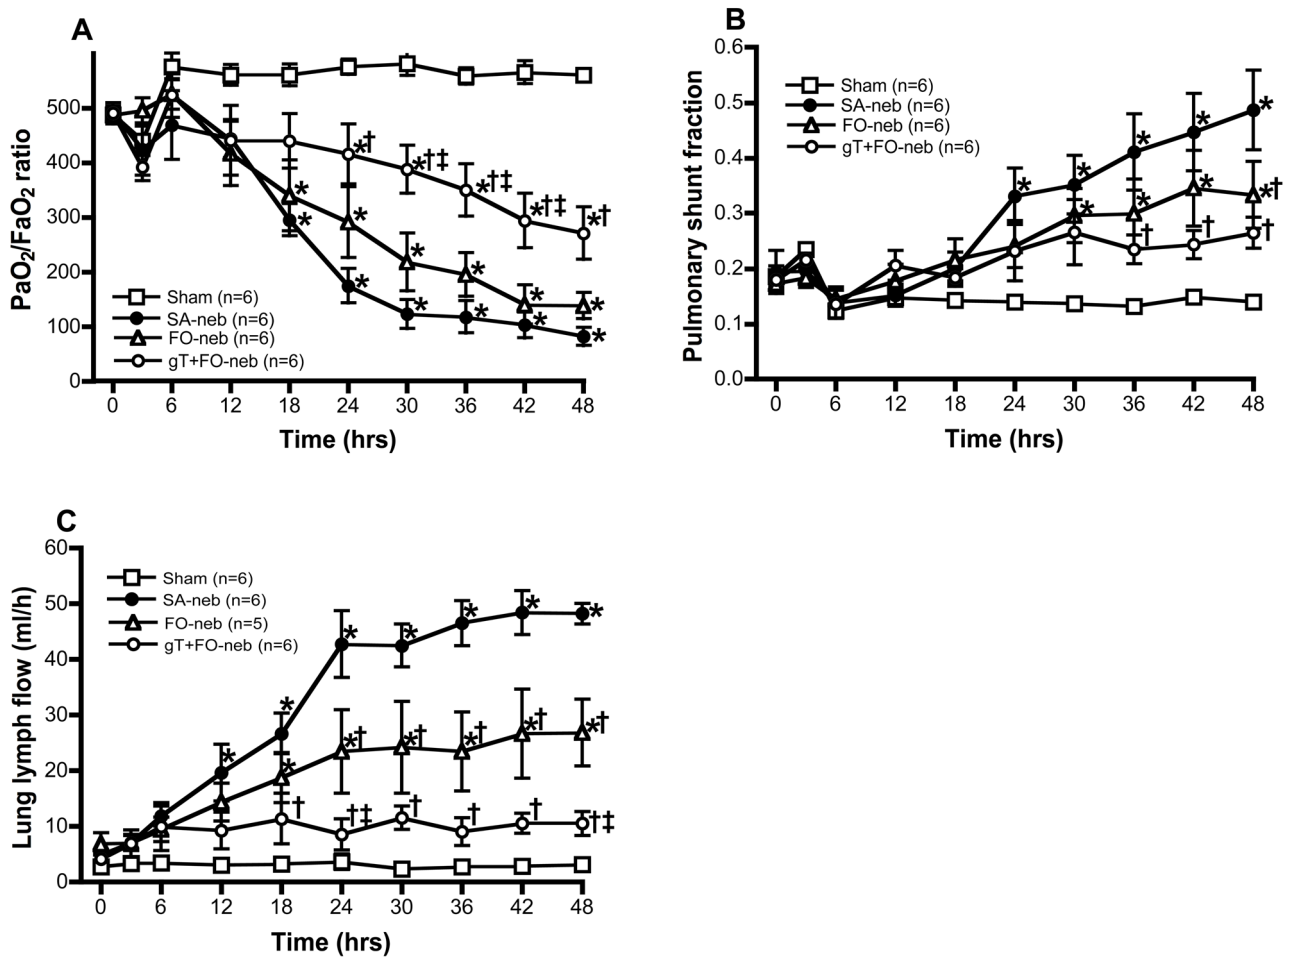 A
PaO2/FaO2 ratio
500
400
300
200
100
0
*†
*†‡
*†‡
*†‡
*†
*
*
*
*
*
*
*
*
*
*
*
*
Sham (n=6)
SA-neb (n=6)
FO-neb (n=6)
gT+FO-neb (n=6)
0 6 12 18 24 30 36 42 48
Time (hrs)
B
Pulmonary shunt fraction
0.6
0.5
0.4
0.3
0.2
0.1
0.0
Sham (n=6)
SA-neb (n=6)
FO-neb (n=6)
gT+FO-neb (n=6)
*
*
*
*
*
*
*
*
*†
†
†
†
0 6 12 18 24 30 36 42 48
Time (hrs)
C
Lung lymph flow (ml/h)
60
50
40
30
20
10
0
Sham (n=6)
SA-neb (n=6)
FO-neb (n=5)
gT+FO-neb (n=6)
*
*
*
*
*
*
*
*
*†
*†
*†
*†
*†
†
†‡
†
†
†
†‡
0 6 12 18 24 30 36 42 48
Time (hrs)